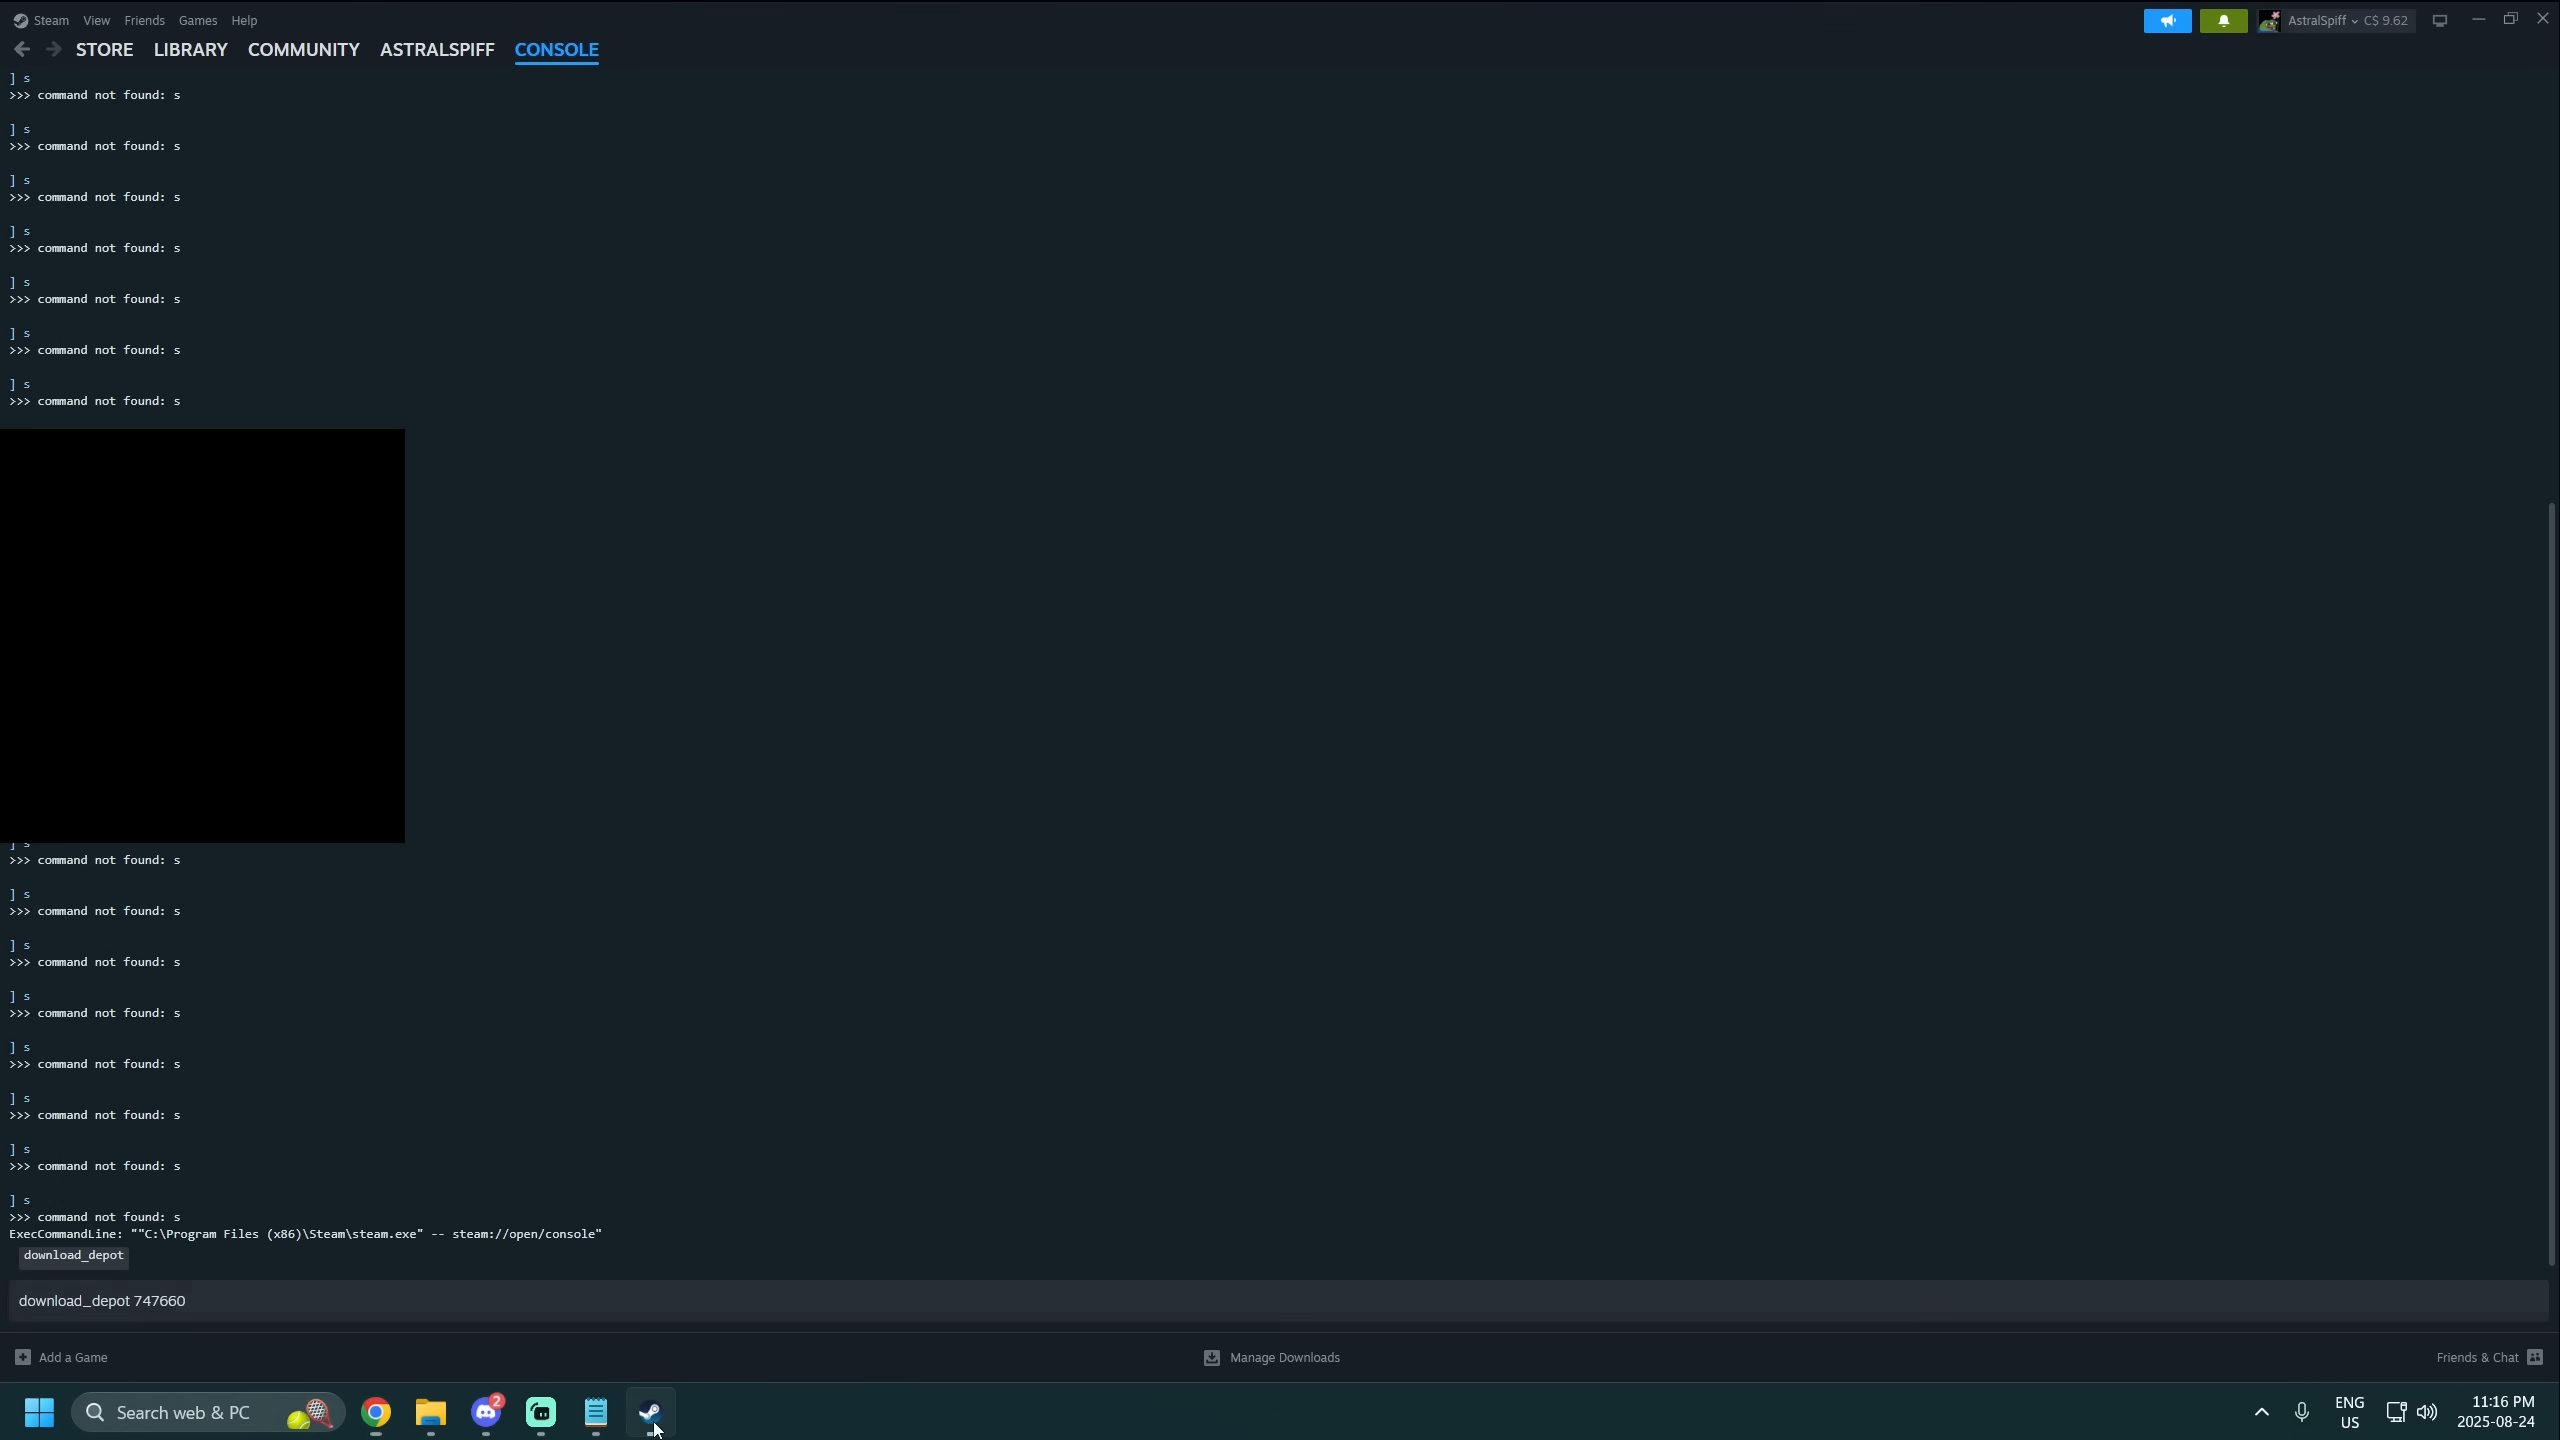 Steam View Friends Games Help
AstralSpiff C$ 9.62
STORE LIBRARY COMMUNITY ASTRALSPIFF CONSOLE
] s
>>> command not found: s
] s
>>> command not found: s
] s
>>> command not found: s
] s
>>> command not found: s
] s
>>> command not found: s
] s
>>> command not found: s
] s
>>> command not found: s
] s
>>> command not found: s
] s
>>> command not found: s
] s
>>> command not found: s
] s
>>> command not found: s
] s
>>> command not found: s
] s
>>> command not found: s
] s
>>> command not found: s
] s
>>> command not found: s
ExecCommandLine: ""C:\Program Files (x86)\Steam\steam.exe" -- steam://open/console"
download_depot
download_depot 747660
Add a Game
Manage Downloads
Friends & Chat
Search web & PC
2
ENG
US
11:16 PM
2025-08-24